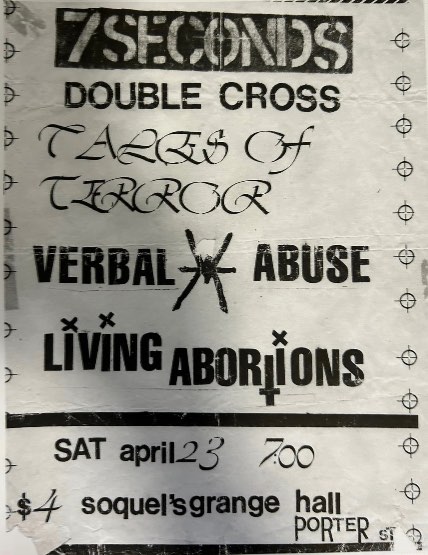 7SECONDS
DOUBLE CROSS
TALES Of
TERROR
VERBAL ABUSE
LiViNG ABORTiONS
SAT april 23 7:00
$4 soquel's grange hall
PORTER ST